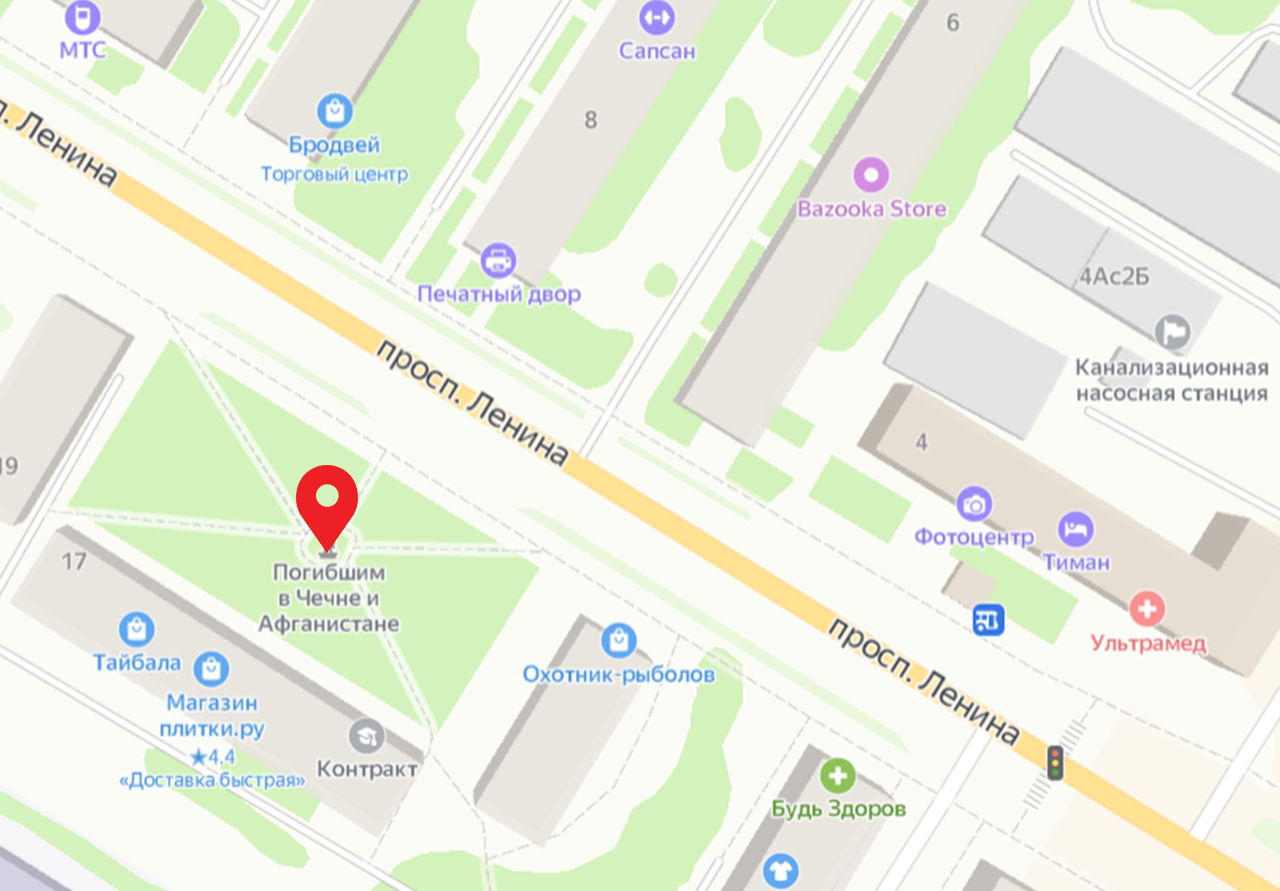 МТС
Сапсан
6
п. Ленина
Бродвей
Торговый центр
8
Bazooka Store
4Ас2Б
Печатный двор
Канализационная
насосная станция
просп. Ленина
4
19
Фотоцентр
Тиман
17
Погибшим
в Чечне и
Афганистане
Ультрамед
просп. Ленина
Тайбала
Охотник-рыболов
Магазин
плитки.ру
★4.4
«Доставка быстрая»
Контракт
Будь Здоров